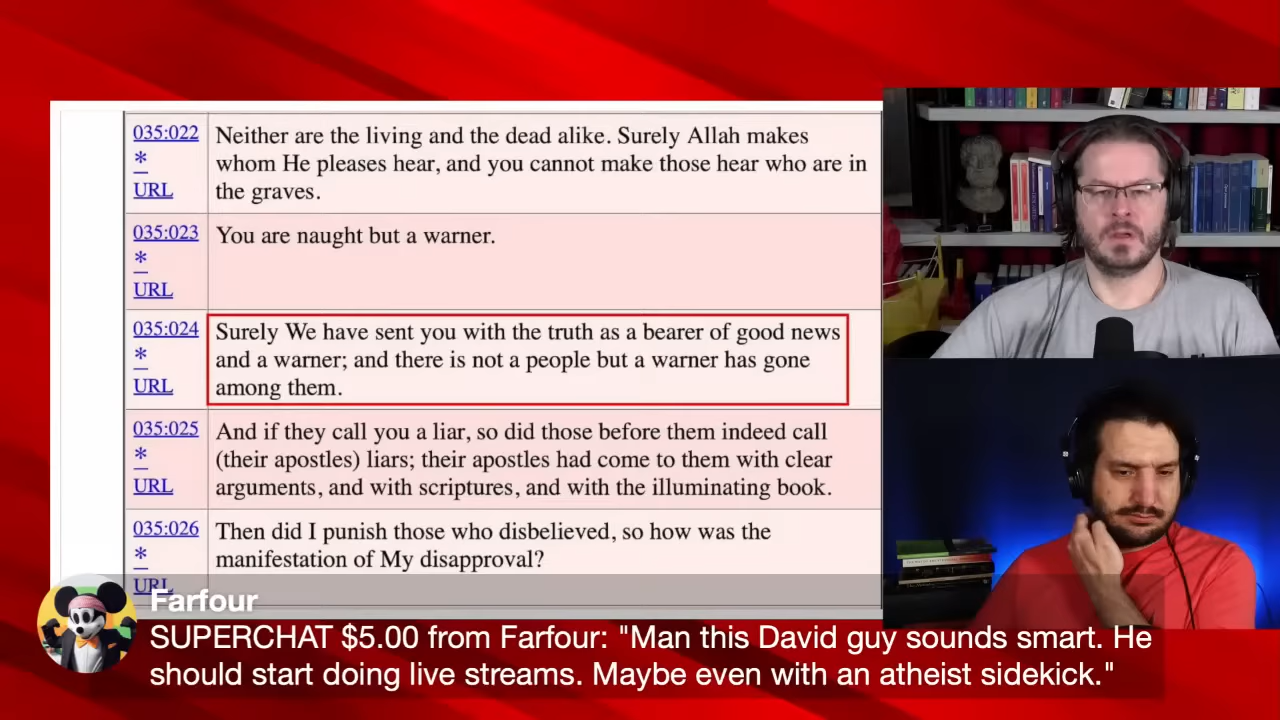 035:022
*
URL
Neither are the living and the dead alike. Surely Allah makes
whom He pleases hear, and you cannot make those hear who are in
the graves.
035:023
*
URL
You are naught but a warner.
035:024
*
URL
Surely We have sent you with the truth as a bearer of good news
and a warner; and there is not a people but a warner has gone
among them.
035:025
*
URL
And if they call you a liar, so did those before them indeed call
(their apostles) liars; their apostles had come to them with clear
arguments, and with scriptures, and with the illuminating book.
035:026
*
URL
Then did I punish those who disbelieved, so how was the
manifestation of My disapproval?
Farfour
SUPERCHAT $5.00 from Farfour: "Man this David guy sounds smart. He
should start doing live streams. Maybe even with an atheist sidekick."